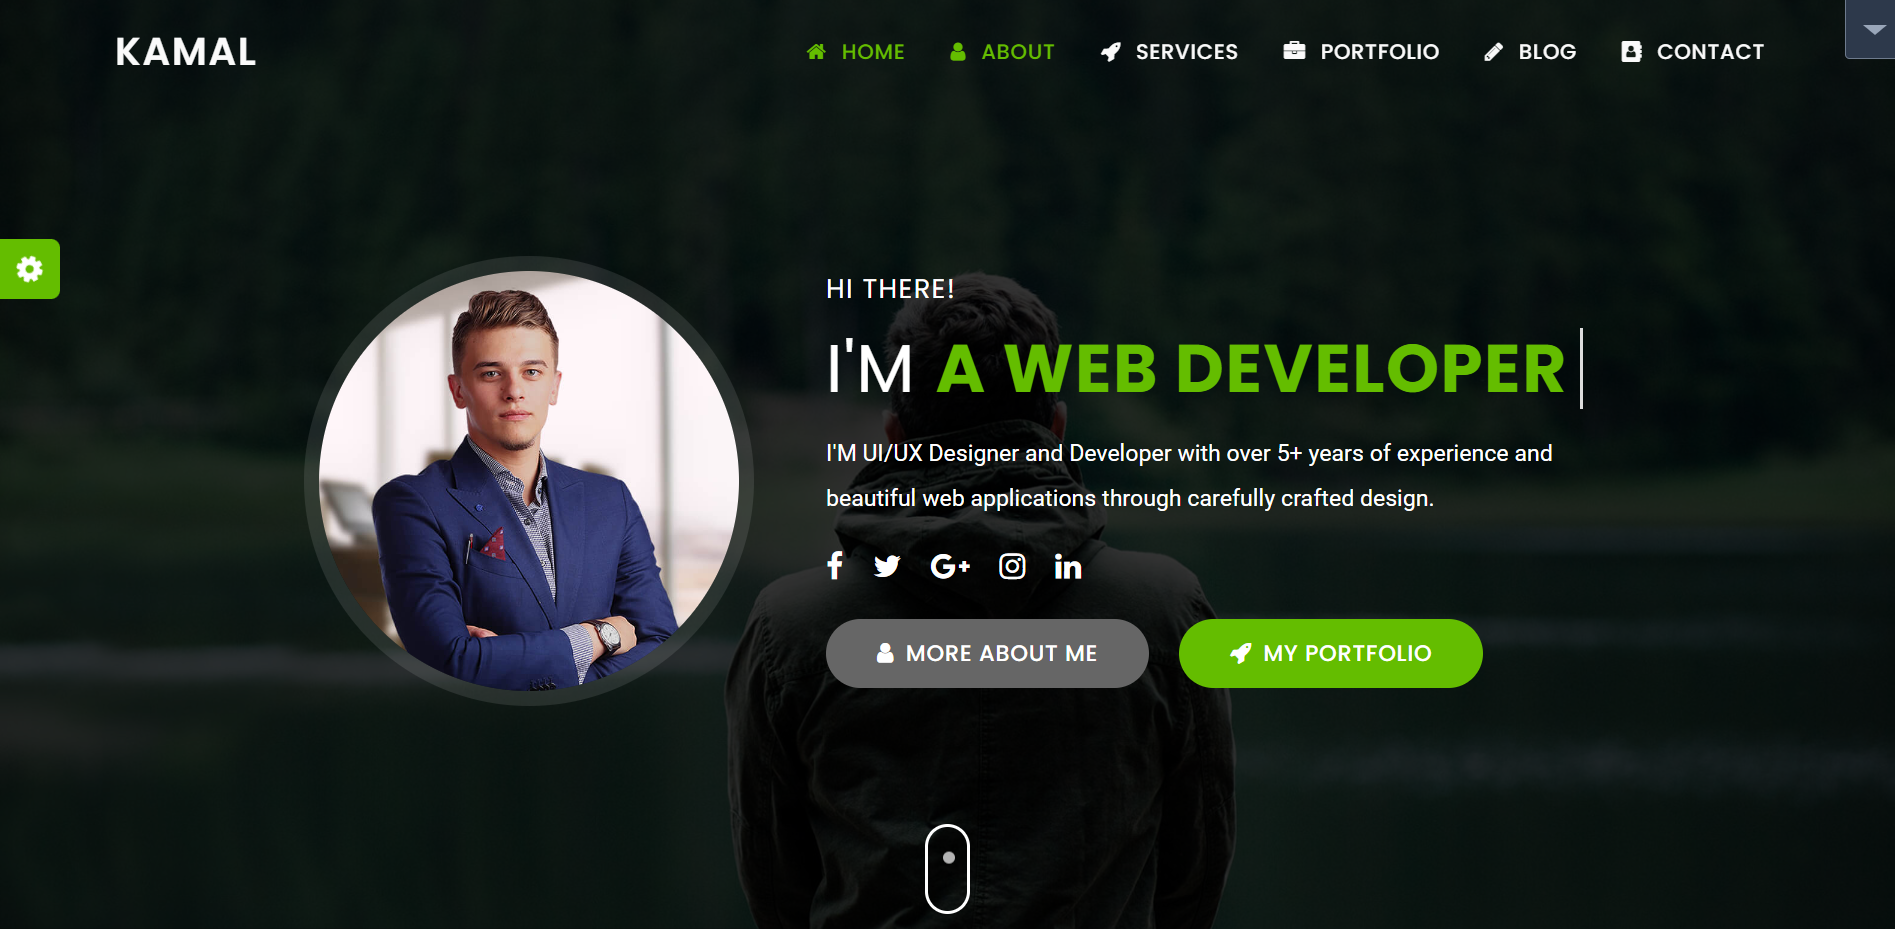 KAMAL
HOME ABOUT SERVICES PORTFOLIO BLOG CONTACT
HI THERE!
I'M A WEB DEVELOPER
I'M UI/UX Designer and Developer with over 5+ years of experience and
beautiful web applications through carefully crafted design.
MORE ABOUT ME MY PORTFOLIO